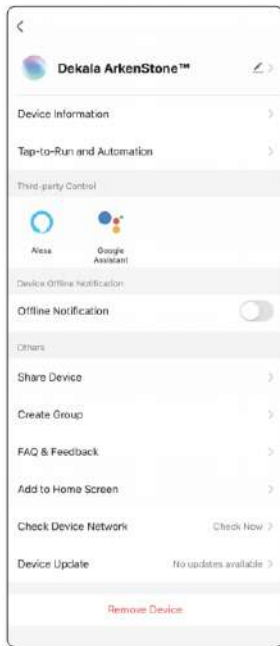 Dekala ArkenStone™
Device Information
Tap-to-Run and Automation
Third-party Control
Alexa
Google
Assistant
Device Offline Notification
Offline Notification
Others
Share Device
Create Group
FAQ & Feedback
Add to Home Screen
Check Device Network Check Now
Device Update No updates available
Remove Device